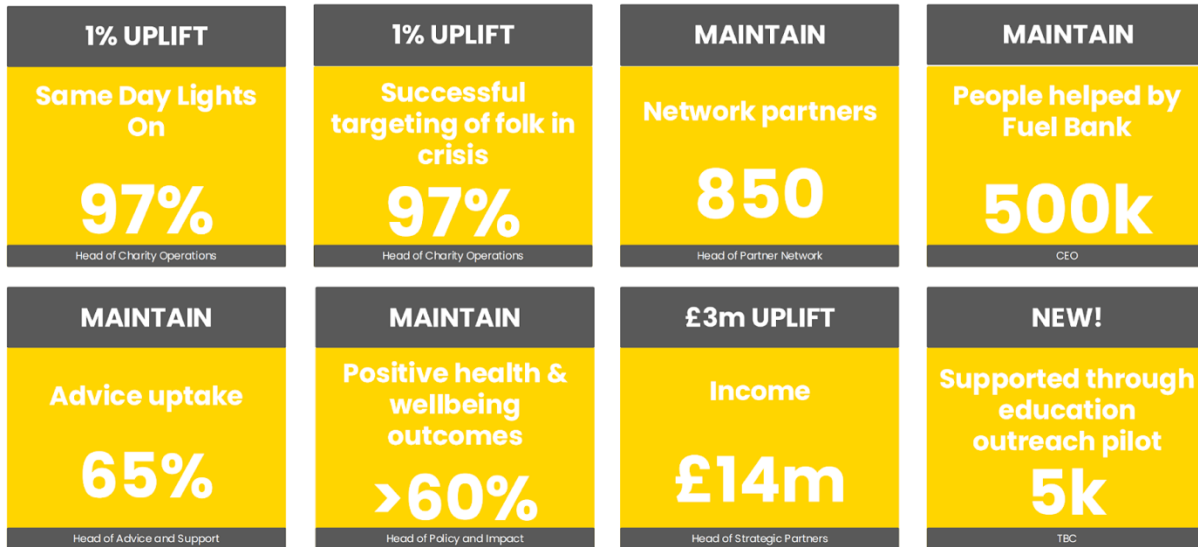 1% UPLIFT
Same Day Lights
On
97%
Head of Charity Operations
1% UPLIFT
Successful
targeting of folk in
crisis
97%
Head of Charity Operations
MAINTAIN
Network partners
850
Head of Partner Network
MAINTAIN
People helped by
Fuel Bank
500k
CEO
MAINTAIN
Advice uptake
65%
Head of Advice and Support
MAINTAIN
Positive health &
wellbeing
outcomes
>60%
Head of Policy and Impact
£3m UPLIFT
Income
£14m
Head of Strategic Partners
NEW!
Supported through
education
outreach pilot
5k
TBC